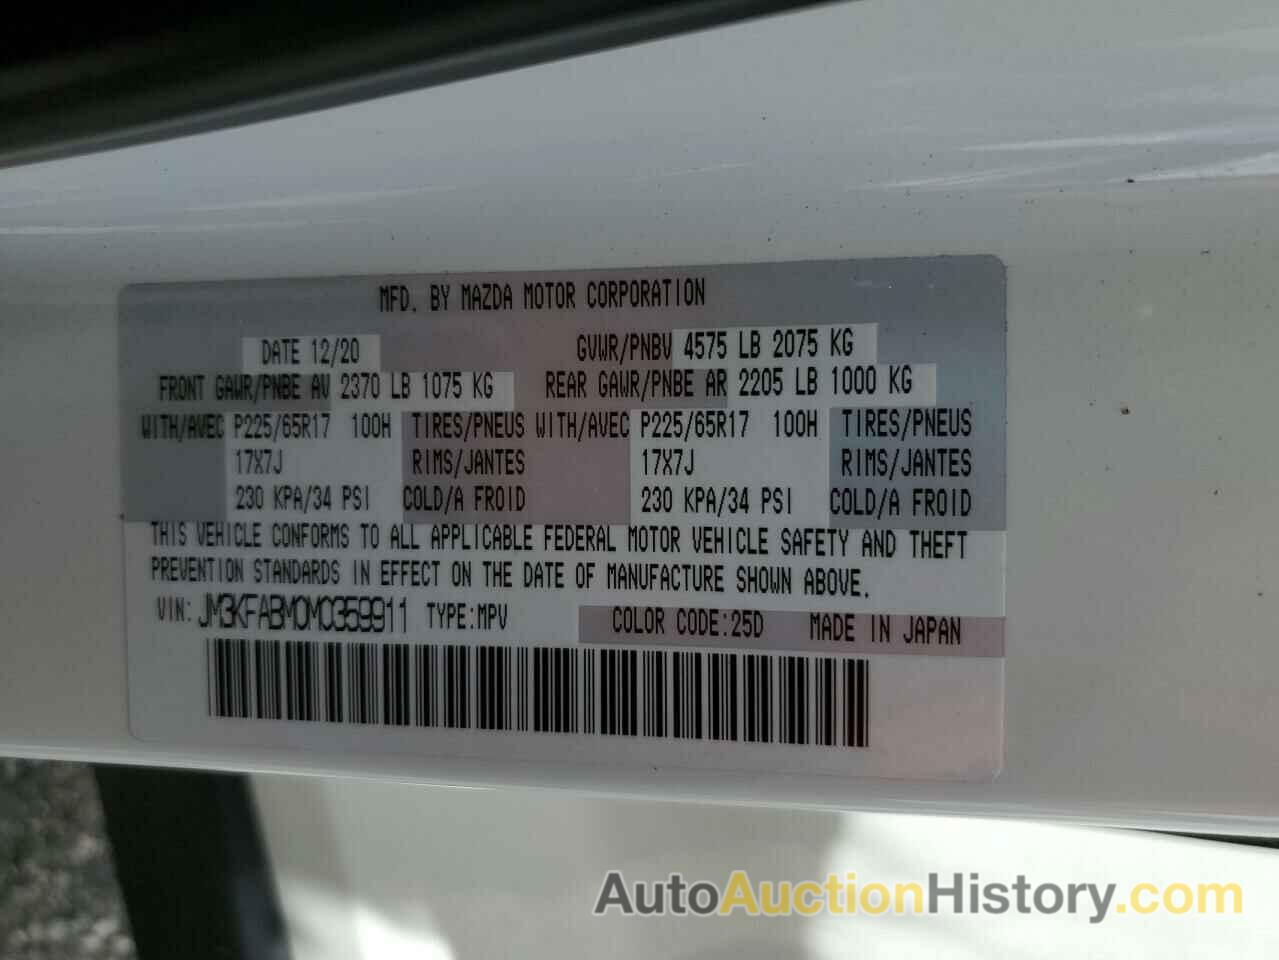 MFD. BY MAZDA MOTOR CORPORATION
DATE 12/20 GVWR/PNBV 4575 LB 2075 KG
FRONT GAWR/PNBE AV 2370 LB 1075 KG REAR GAWR/PNBE AR 2205 LB 1000 KG
WITH/AVEC P225/65R17 100H TIRES/PNEUS WITH/AVEC P225/65R17 100H TIRES/PNEUS
17X7J RIMS/JANTES 17X7J RIMS/JANTES
230 KPA/34 PSI COLD/A FROID 230 KPA/34 PSI COLD/A FROID
THIS VEHICLE CONFORMS TO ALL APPLICABLE FEDERAL MOTOR VEHICLE SAFETY AND THEFT
PREVENTION STANDARDS IN EFFECT ON THE DATE OF MANUFACTURE SHOWN ABOVE.
VIN: JM3KFABM0M0359911 TYPE:MPV COLOR CODE:25D MADE IN JAPAN
AutoAuctionHistory.com